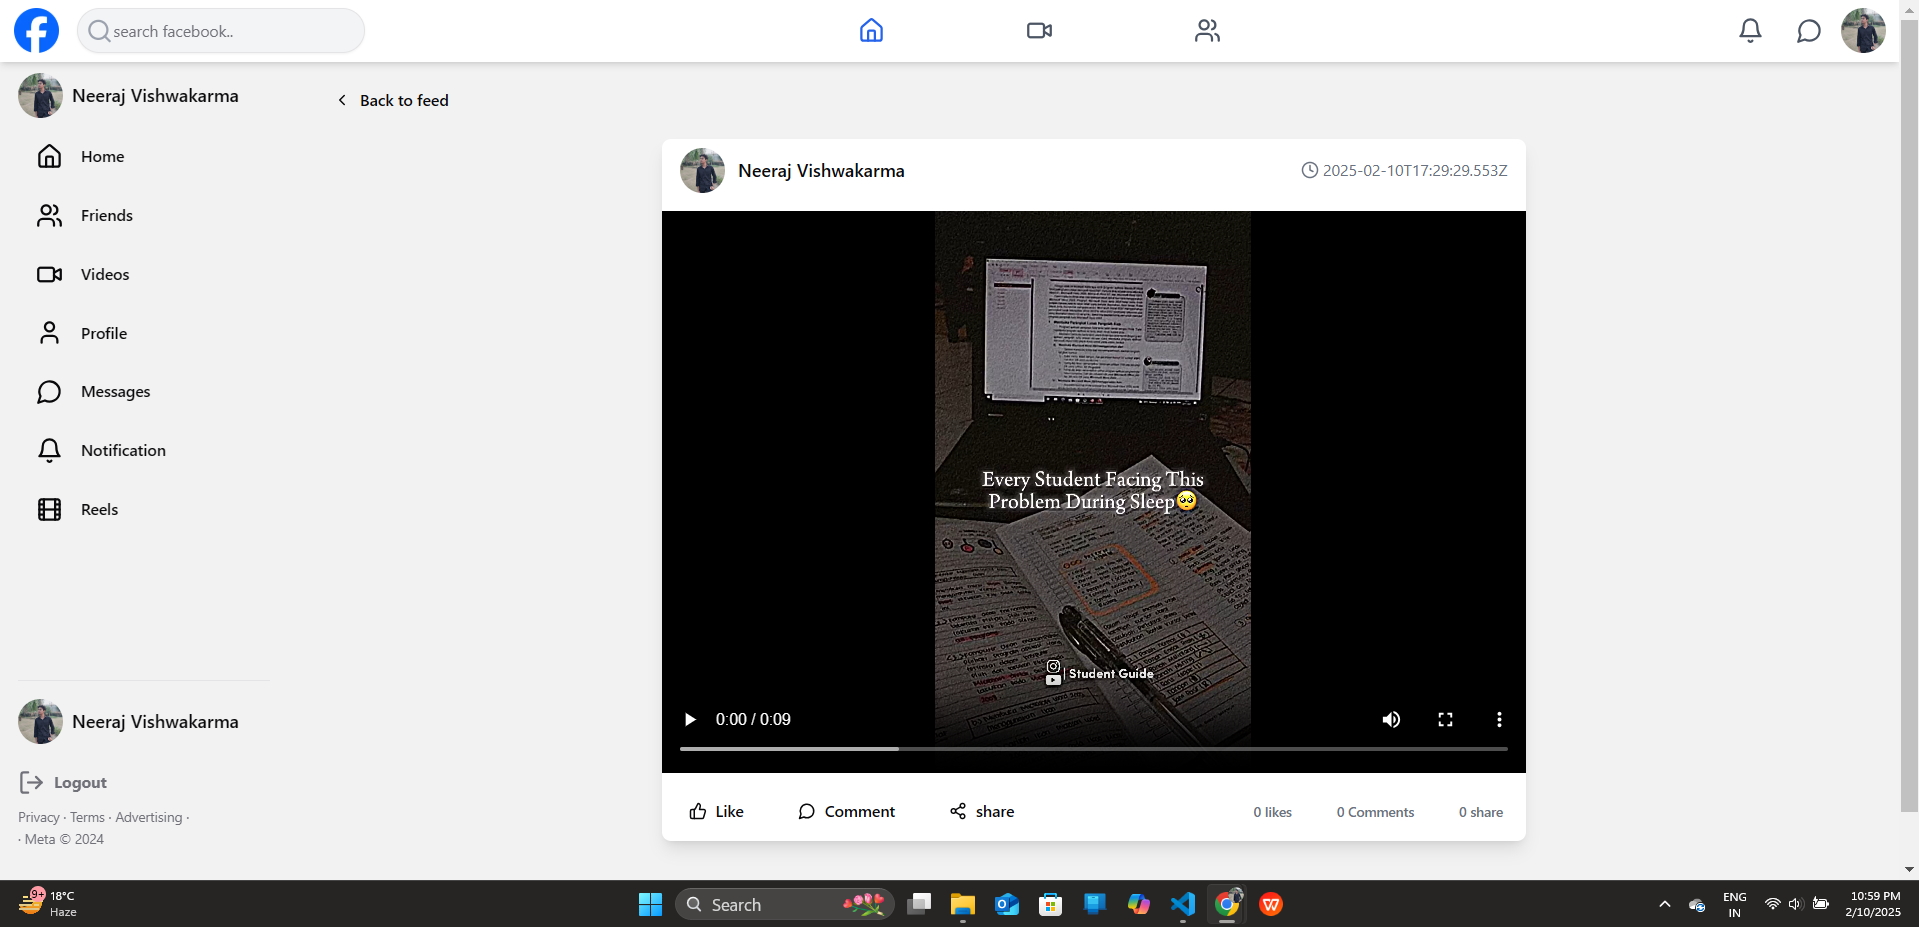 search facebook..
Neeraj Vishwakarma
Home
Friends
Videos
Profile
Messages
Notification
Reels
Neeraj Vishwakarma
Logout
Privacy · Terms · Advertising ·
· Meta © 2024
Back to feed
Neeraj Vishwakarma
2025-02-10T17:29:29.553Z
Every Student Facing This
Problem During Sleep🥺
| Student Guide
0:00 / 0:09
Like
Comment
share
0 likes
0 Comments
0 share
9+
18°C
Haze
Search
ENG
IN
10:59 PM
2/10/2025